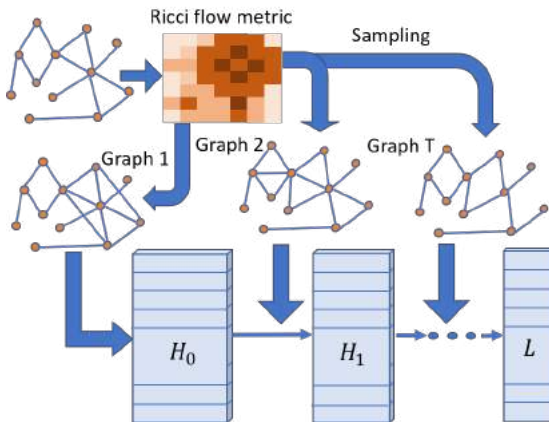 Ricci flow metric
Sampling
Graph 1
Graph 2
Graph T
H₀
H₁
L